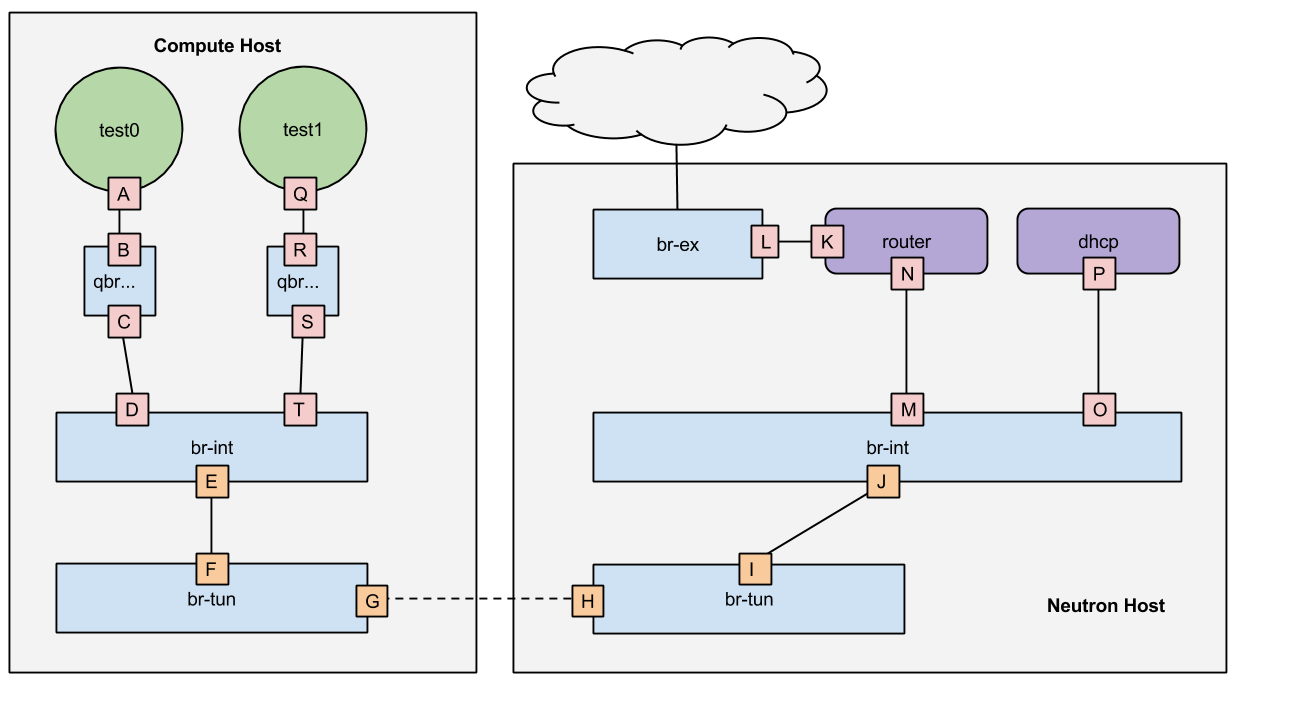 Compute Host
test0
test1
A
Q
B
R
qbr...
qbr...
C
S
D
T
br-int
E
F
br-tun
G
br-ex
L
K
router
dhcp
N
P
M
O
br-int
J
I
H
br-tun
Neutron Host